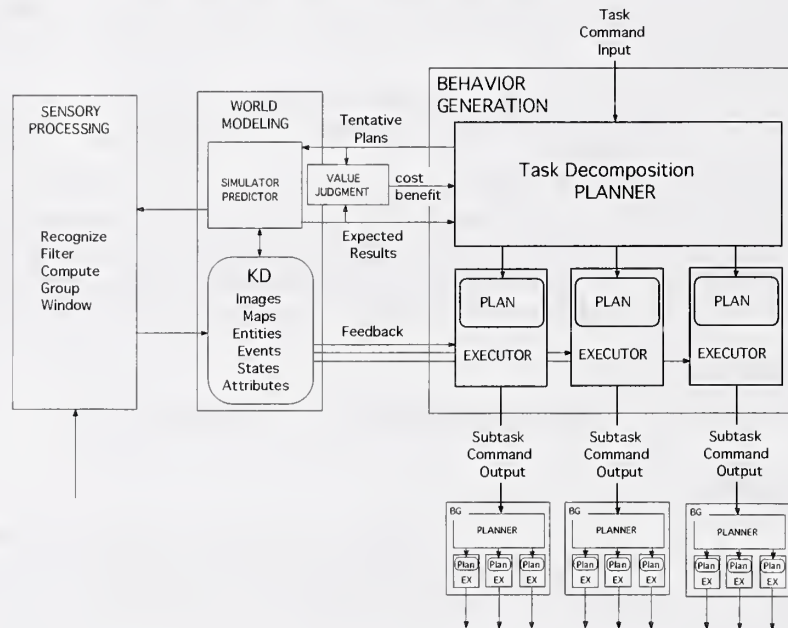 Task
Command
Input
SENSORY
PROCESSING
Recognize
Filter
Compute
Group
Window
WORLD
MODELING
SIMULATOR
PREDICTOR
KD
Images
Maps
Entities
Events
States
Attributes
Tentative
Plans
VALUE
JUDGMENT
cost
benefit
Expected
Results
Feedback
BEHAVIOR
GENERATION
Task Decomposition
PLANNER
PLAN
EXECUTOR
PLAN
EXECUTOR
PLAN
EXECUTOR
Subtask
Command
Output
Subtask
Command
Output
Subtask
Command
Output
BG
PLANNER
Plan Plan Plan
EX EX EX
BG
PLANNER
Plan Plan Plan
EX EX EX
BG
PLANNER
Plan Plan Plan
EX EX EX